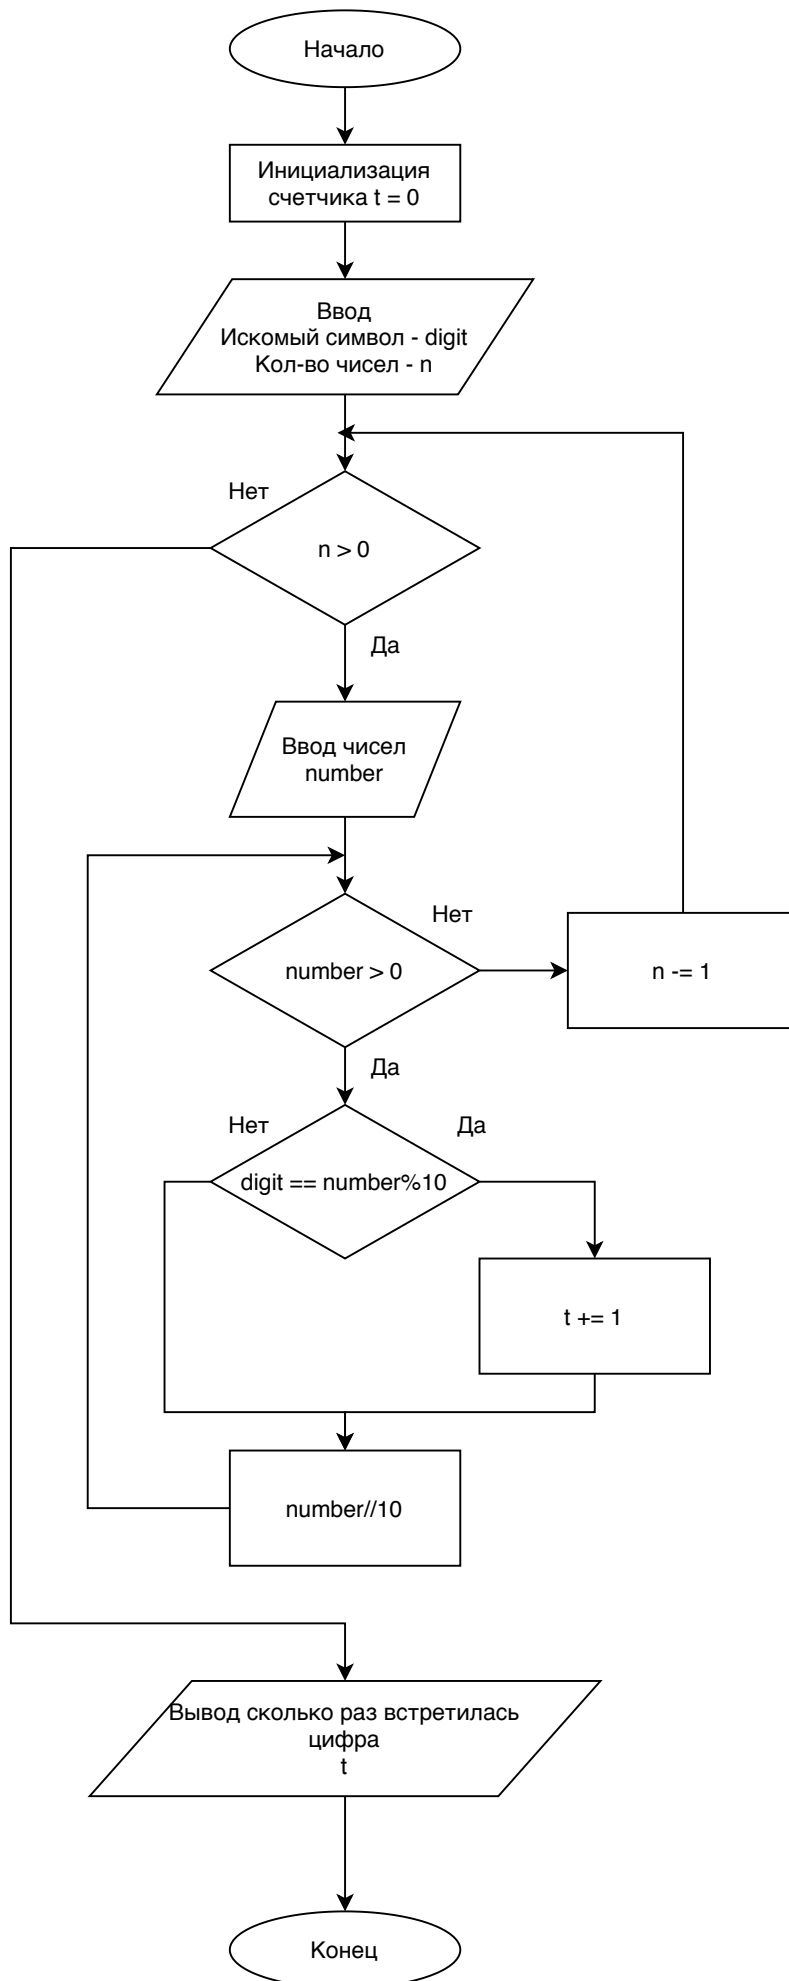 Начало
Инициализация
счетчика t = 0
Ввод
Искомый символ - digit
Кол-во чисел - n
Нет
n > 0
Да
Ввод чисел
number
Нет
number > 0
n -= 1
Да
Нет
Да
digit == number%10
t += 1
number//10
Вывод сколько раз встретилась
цифра
t
Конец